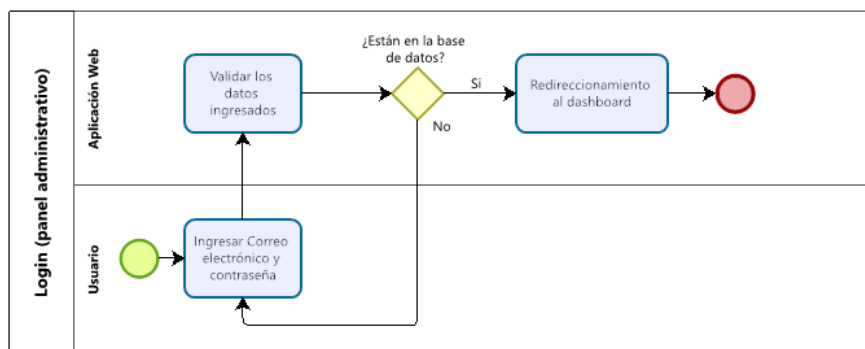 Login (panel administrativo)
Aplicación Web
Validar los
datos
ingresados
¿Están en la base
de datos?
Si
No
Redireccionamiento
al dashboard
Usuario
Ingresar Correo
electrónico y
contraseña